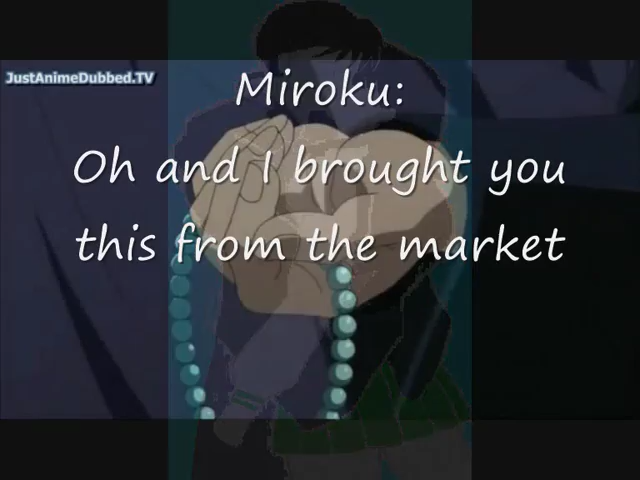 JustAnimeDubbed.TV
Miroku:
Oh and I brought you
this from the market